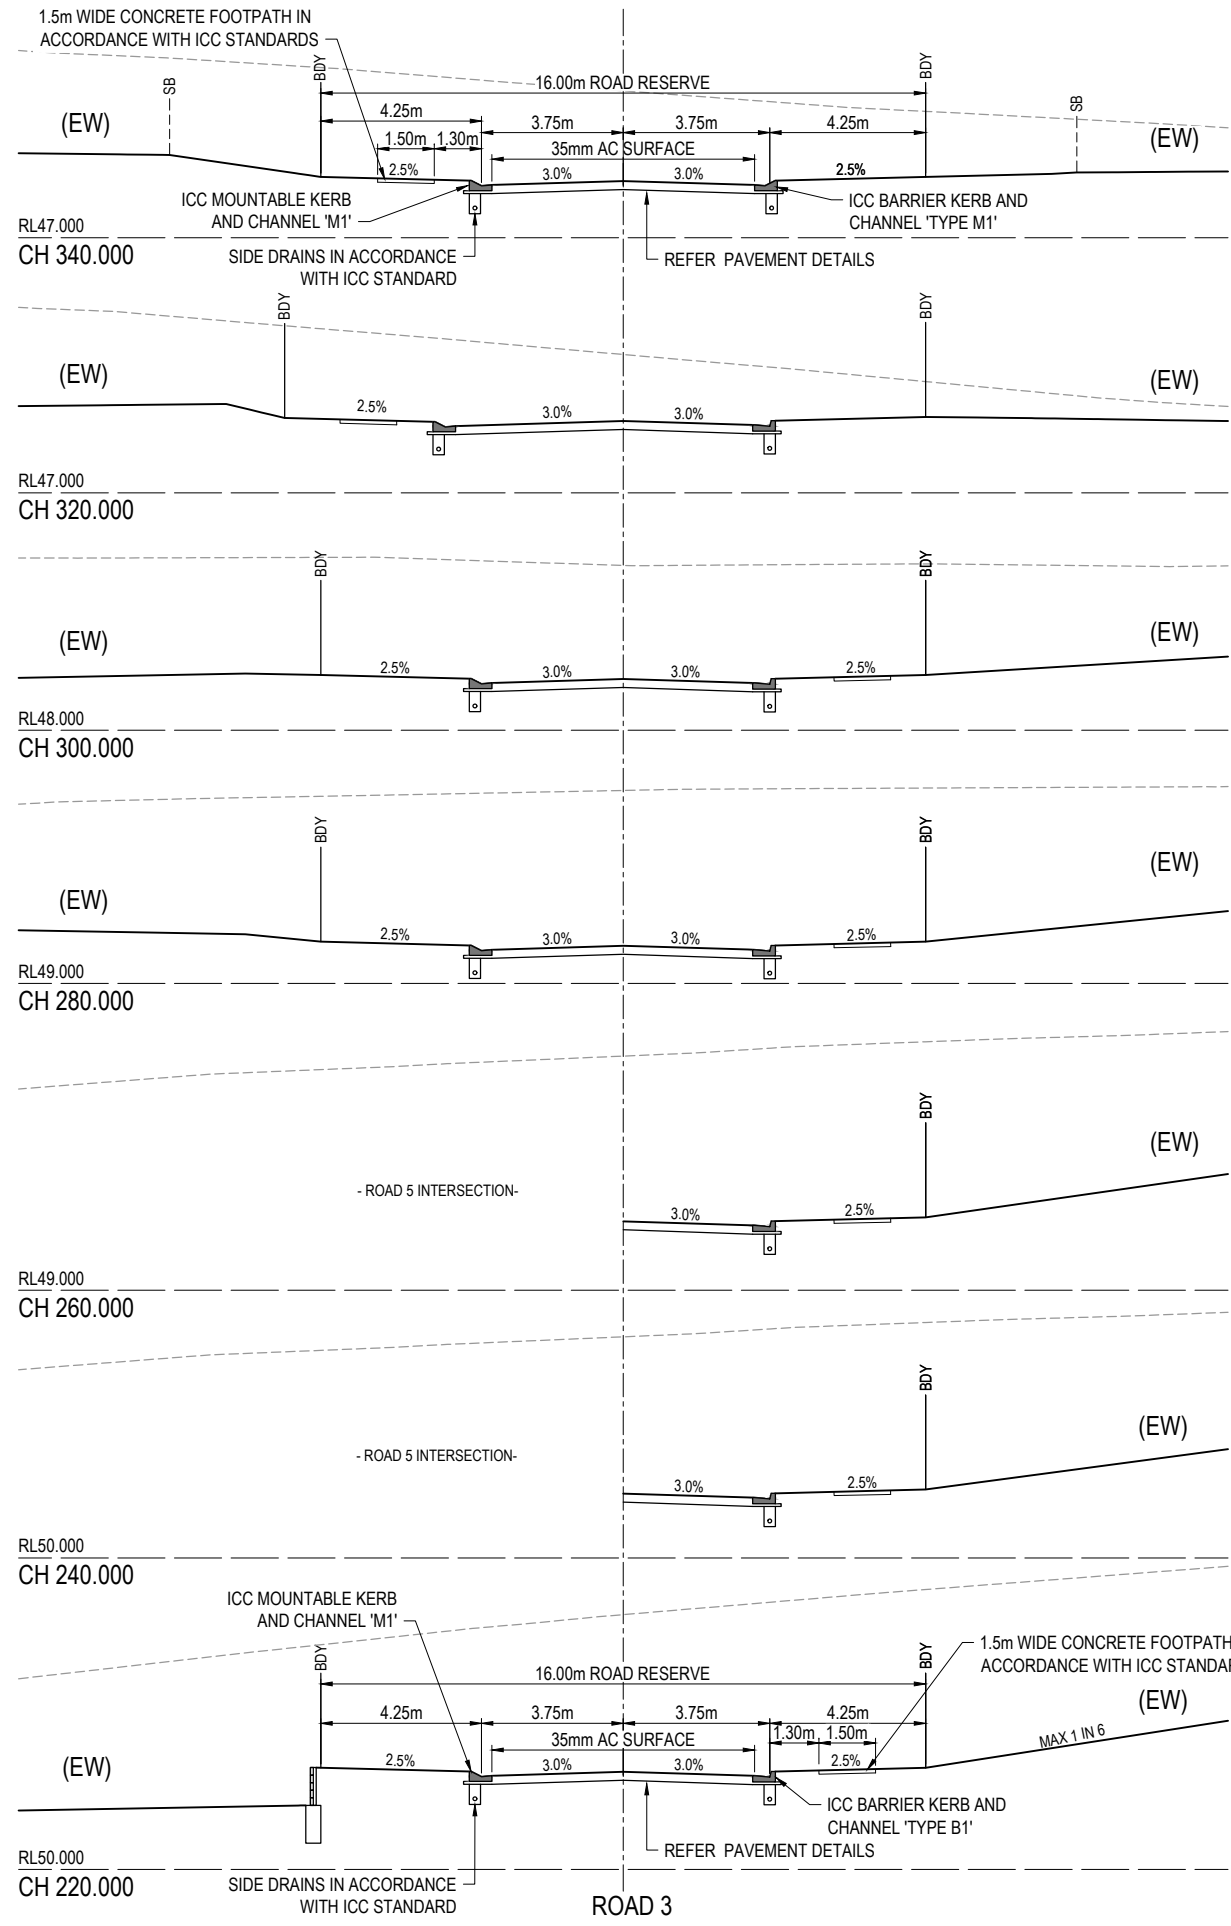 1.5m WIDE CONCRETE FOOTPATH IN
ACCORDANCE WITH ICC STANDARDS
BDY
BDY
SB
SB
16.00m ROAD RESERVE
4.25m
3.75m
3.75m
4.25m
1.50m
1.30m
35mm AC SURFACE
(EW)
(EW)
2.5%
3.0%
3.0%
2.5%
ICC MOUNTABLE KERB
AND CHANNEL 'M1'
ICC BARRIER KERB AND
CHANNEL 'TYPE M1'
RL47.000
CH 340.000
SIDE DRAINS IN ACCORDANCE
WITH ICC STANDARD
REFER PAVEMENT DETAILS
BDY
BDY
(EW)
(EW)
2.5%
3.0%
3.0%
RL47.000
CH 320.000
BDY
BDY
(EW)
(EW)
2.5%
3.0%
3.0%
2.5%
RL48.000
CH 300.000
BDY
BDY
(EW)
(EW)
2.5%
3.0%
3.0%
2.5%
RL49.000
CH 280.000
BDY
(EW)
- ROAD 5 INTERSECTION-
3.0%
2.5%
RL49.000
CH 260.000
BDY
(EW)
- ROAD 5 INTERSECTION-
3.0%
2.5%
RL50.000
CH 240.000
ICC MOUNTABLE KERB
AND CHANNEL 'M1'
1.5m WIDE CONCRETE FOOTPATH
ACCORDANCE WITH ICC STANDA
BDY
BDY
16.00m ROAD RESERVE
4.25m
3.75m
3.75m
4.25m
35mm AC SURFACE
1.30m
1.50m
(EW)
(EW)
MAX 1 IN 6
2.5%
3.0%
3.0%
2.5%
ICC BARRIER KERB AND
CHANNEL 'TYPE B1'
REFER PAVEMENT DETAILS
RL50.000
CH 220.000
SIDE DRAINS IN ACCORDANCE
WITH ICC STANDARD
ROAD 3